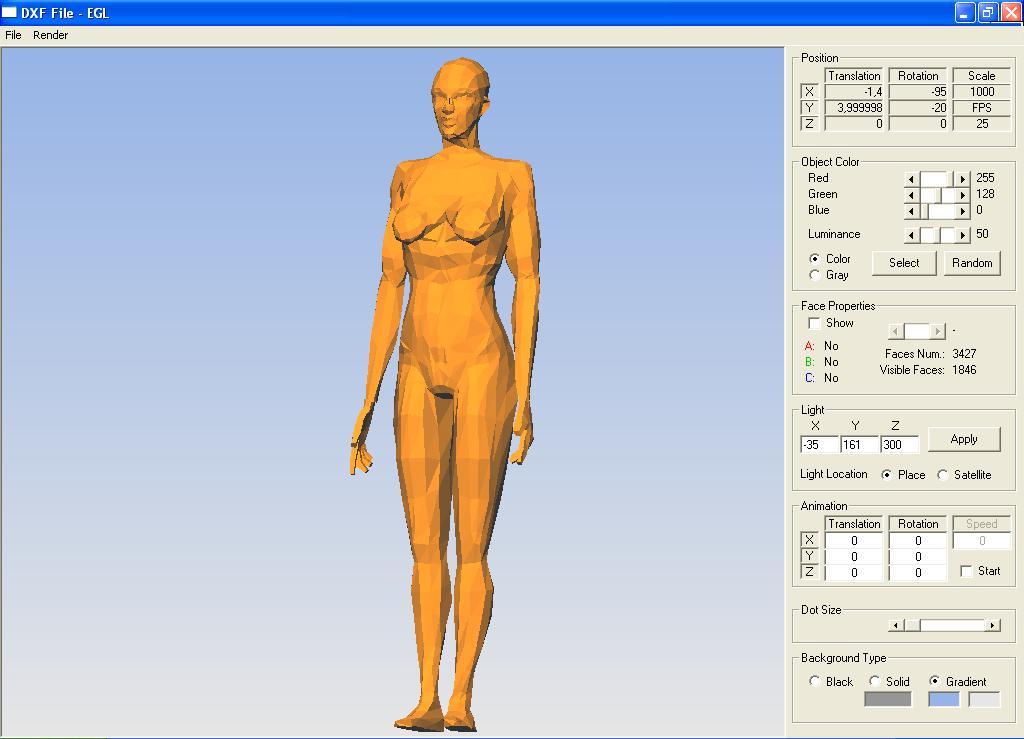 DXF File - EGL
File Render
Position
Translation Rotation Scale
X -1,4 -95 1000
Y 3,999998 -20 FPS
Z 0 0 25
Object Color
Red 255
Green 128
Blue 0
Luminance 50
Color
Gray
Select Random
Face Properties
Show -
A: No
B: No
C: No
Faces Num.: 3427
Visible Faces: 1846
Light
X Y Z
-35 161 300 Apply
Light Location Place Satellite
Animation
Translation Rotation Speed
X 0 0 0
Y 0 0
Z 0 0 Start
Dot Size
Background Type
Black Solid Gradient